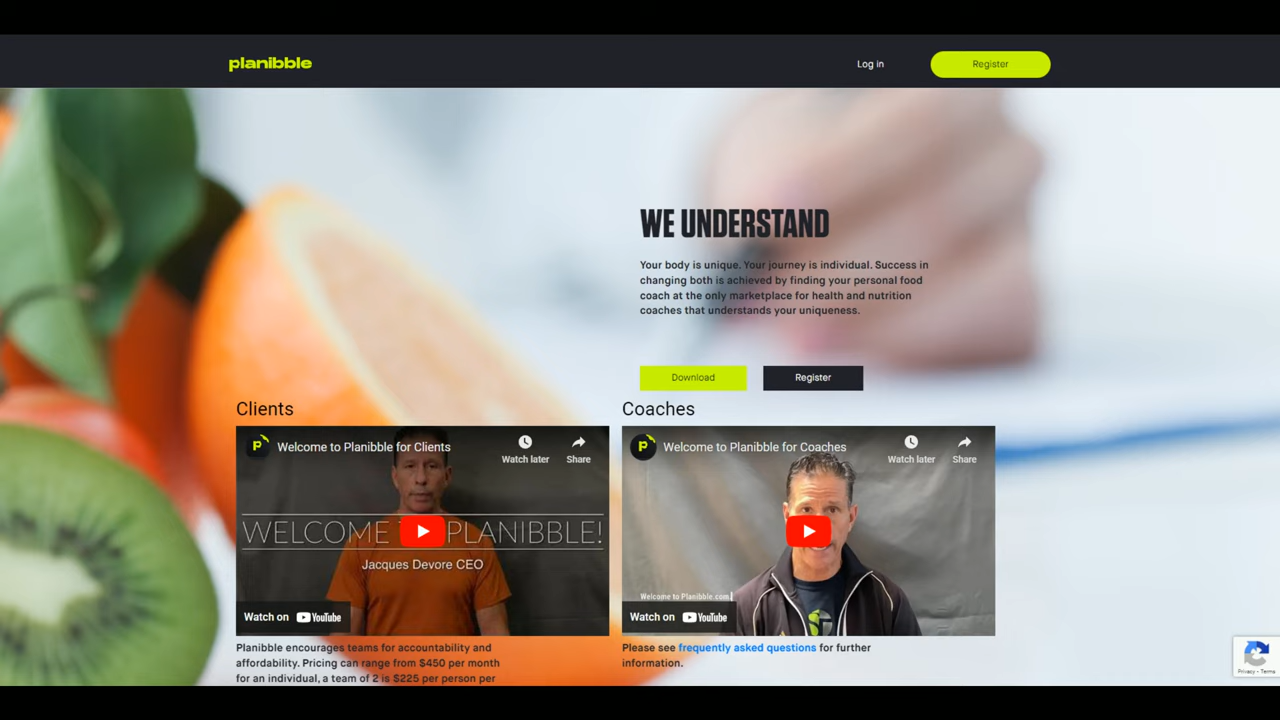 planibble
Log in
Register
WE UNDERSTAND
Your body is unique. Your journey is individual. Success in
changing both is achieved by finding your personal food
coach at the only marketplace for health and nutrition
coaches that understands your uniqueness.
Download
Register
Clients
Coaches
Welcome to Planibble for Clients
Watch later
Share
WELCOME T PLANIBBLE!
Jacques Devore CEO
Watch on YouTube
Welcome to Planibble for Coaches
Watch later
Share
Welcome to Planibble.com
Watch on YouTube
Planibble encourages teams for accountability and
affordability. Pricing can range from $450 per month
for an individual, a team of 2 is $225 per person per
Please see frequently asked questions for further
information.
Privacy - Terms